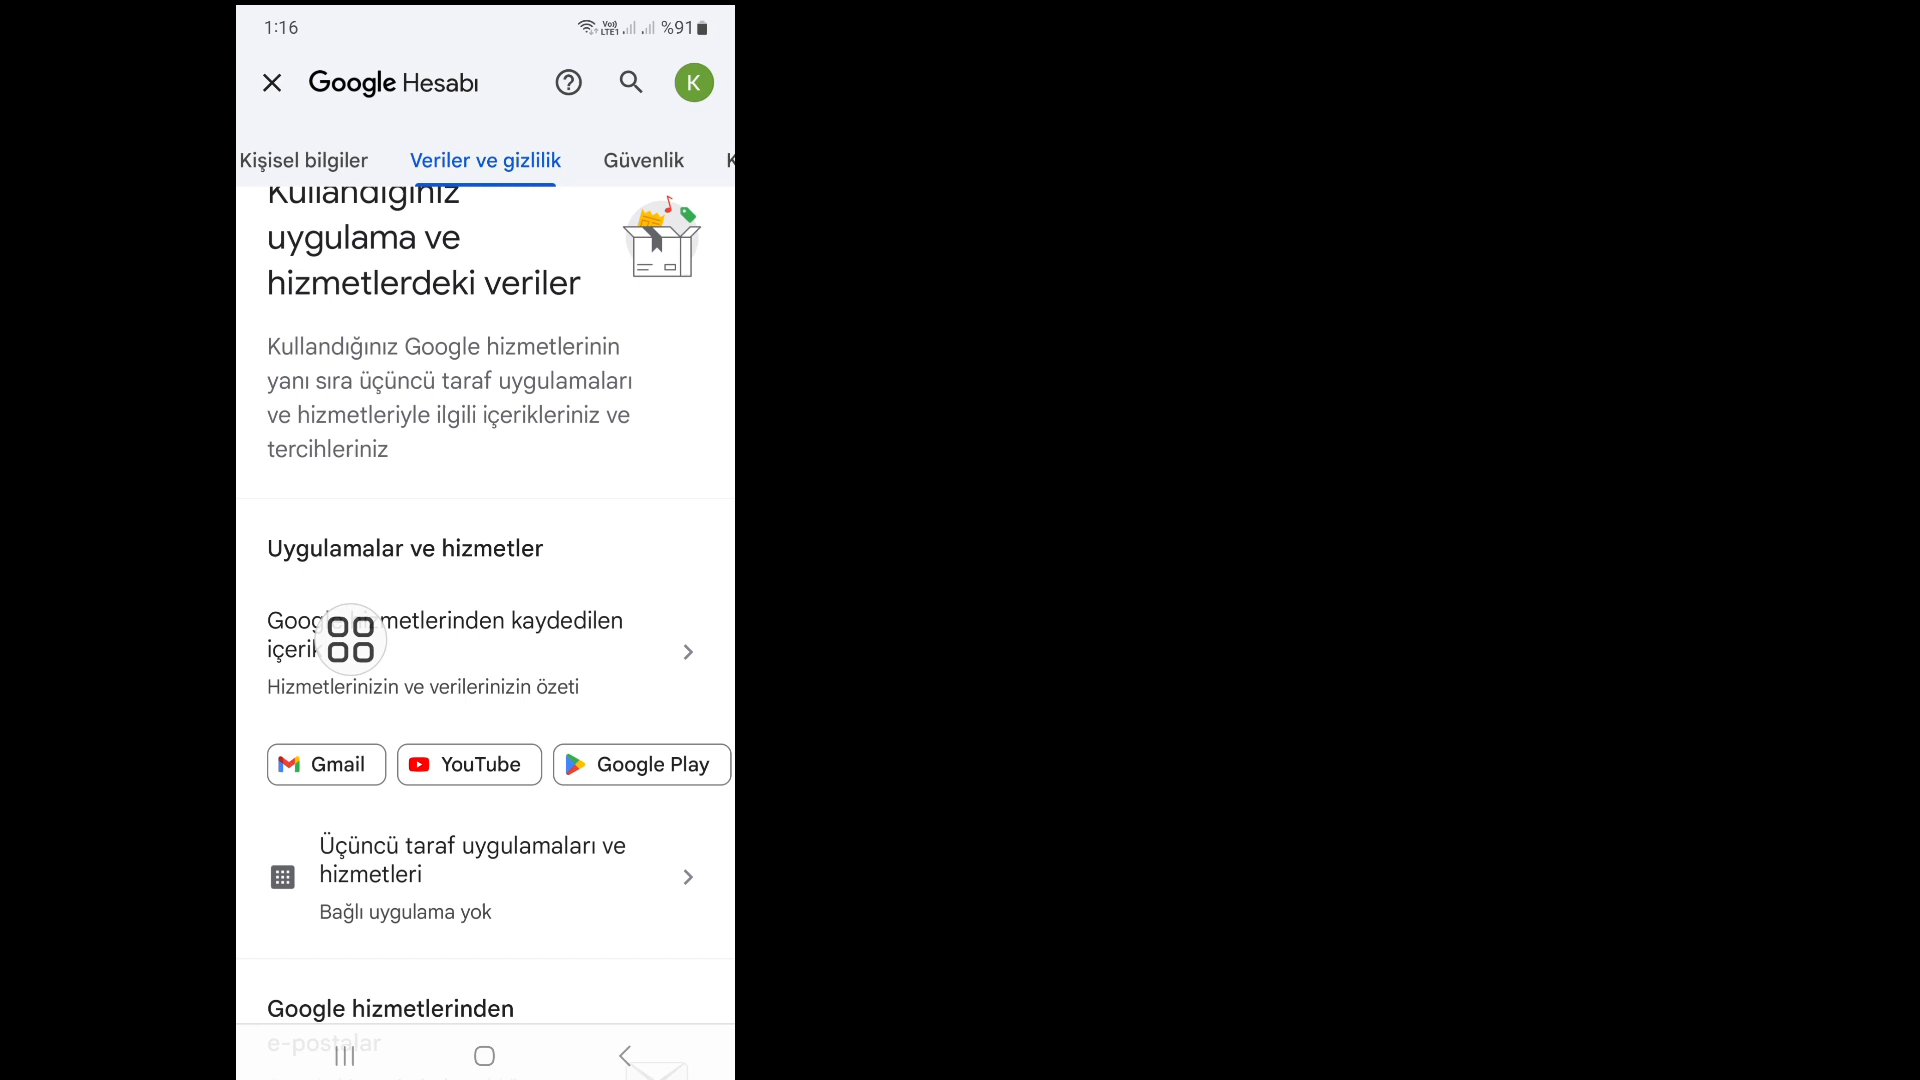 1:16
Vo)) LTE1 %91
Google Hesabı
K
Kişisel bilgiler Veriler ve gizlilik Güvenlik K
Kullandığınız
uygulama ve
hizmetlerdeki veriler
Kullandığınız Google hizmetlerinin
yanı sıra üçüncü taraf uygulamaları
ve hizmetleriyle ilgili içerikleriniz ve
tercihleriniz
Uygulamalar ve hizmetler
Google hizmetlerinden kaydedilen
içerik
Hizmetlerinizin ve verilerinizin özeti
Gmail YouTube Google Play
Üçüncü taraf uygulamaları ve
hizmetleri
Bağlı uygulama yok
Google hizmetlerinden
e-postalar